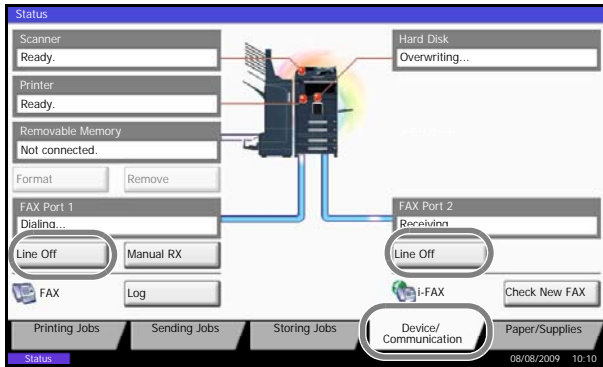 Status
Scanner
Ready.
Hard Disk
Overwriting...
Printer
Ready.
Removable Memory
Not connected.
Format
Remove
FAX Port 1
Dialing...
FAX Port 2
Receiving...
Line Off
Manual RX
Line Off
FAX
Log
i-FAX
Check New FAX
Printing Jobs
Sending Jobs
Storing Jobs
Device/
Communication
Paper/Supplies
Status
08/08/2009 10:10